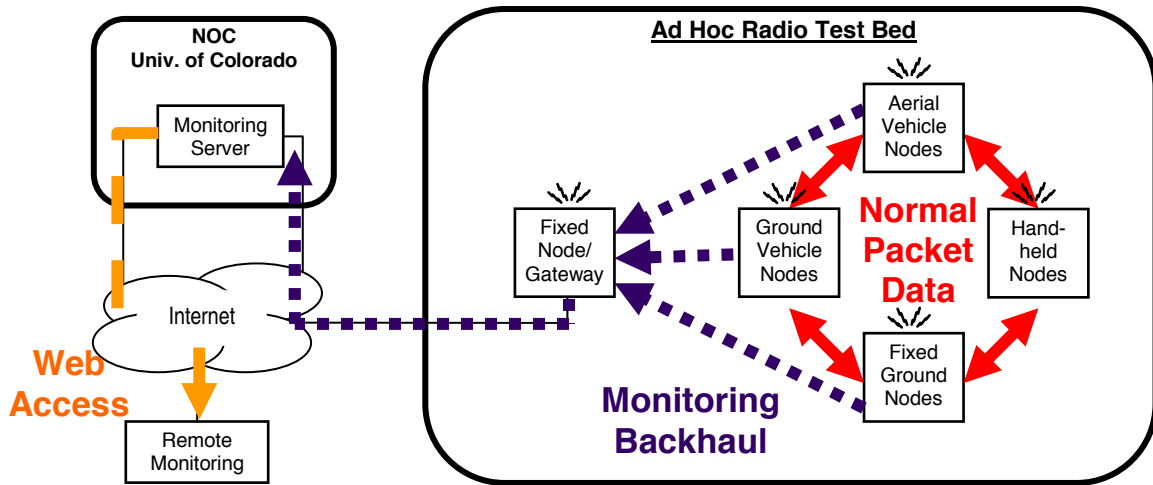 NOC
Univ. of Colorado
Monitoring
Server
Internet
Web
Access
Remote
Monitoring
Ad Hoc Radio Test Bed
Aerial
Vehicle
Nodes
Fixed
Node/
Gateway
Ground
Vehicle
Nodes
Normal
Packet
Data
Hand-
held
Nodes
Fixed
Ground
Nodes
Monitoring
Backhaul